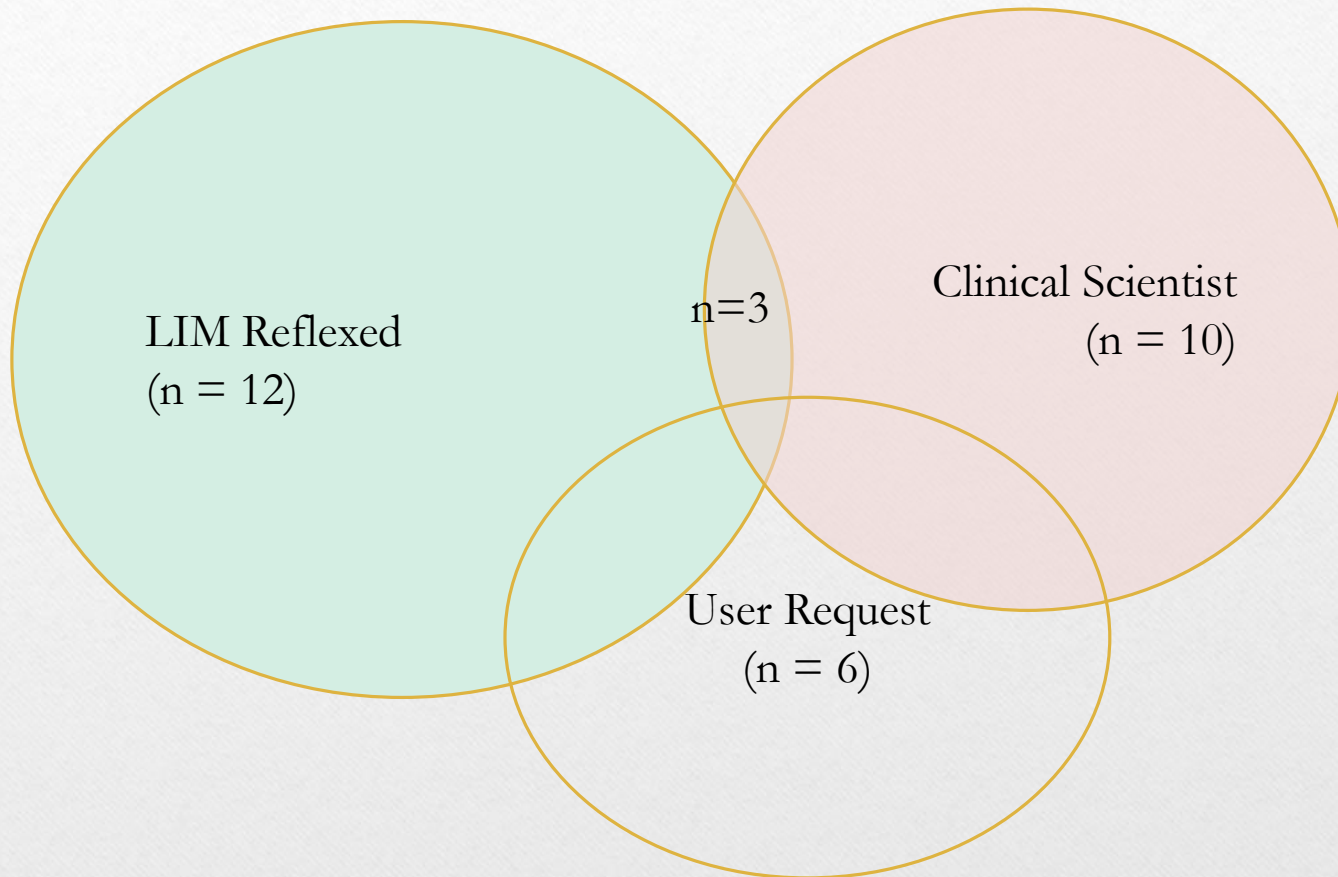 LIM Reflexed
(n = 12)
n=3
Clinical Scientist
(n = 10)
User Request
(n = 6)